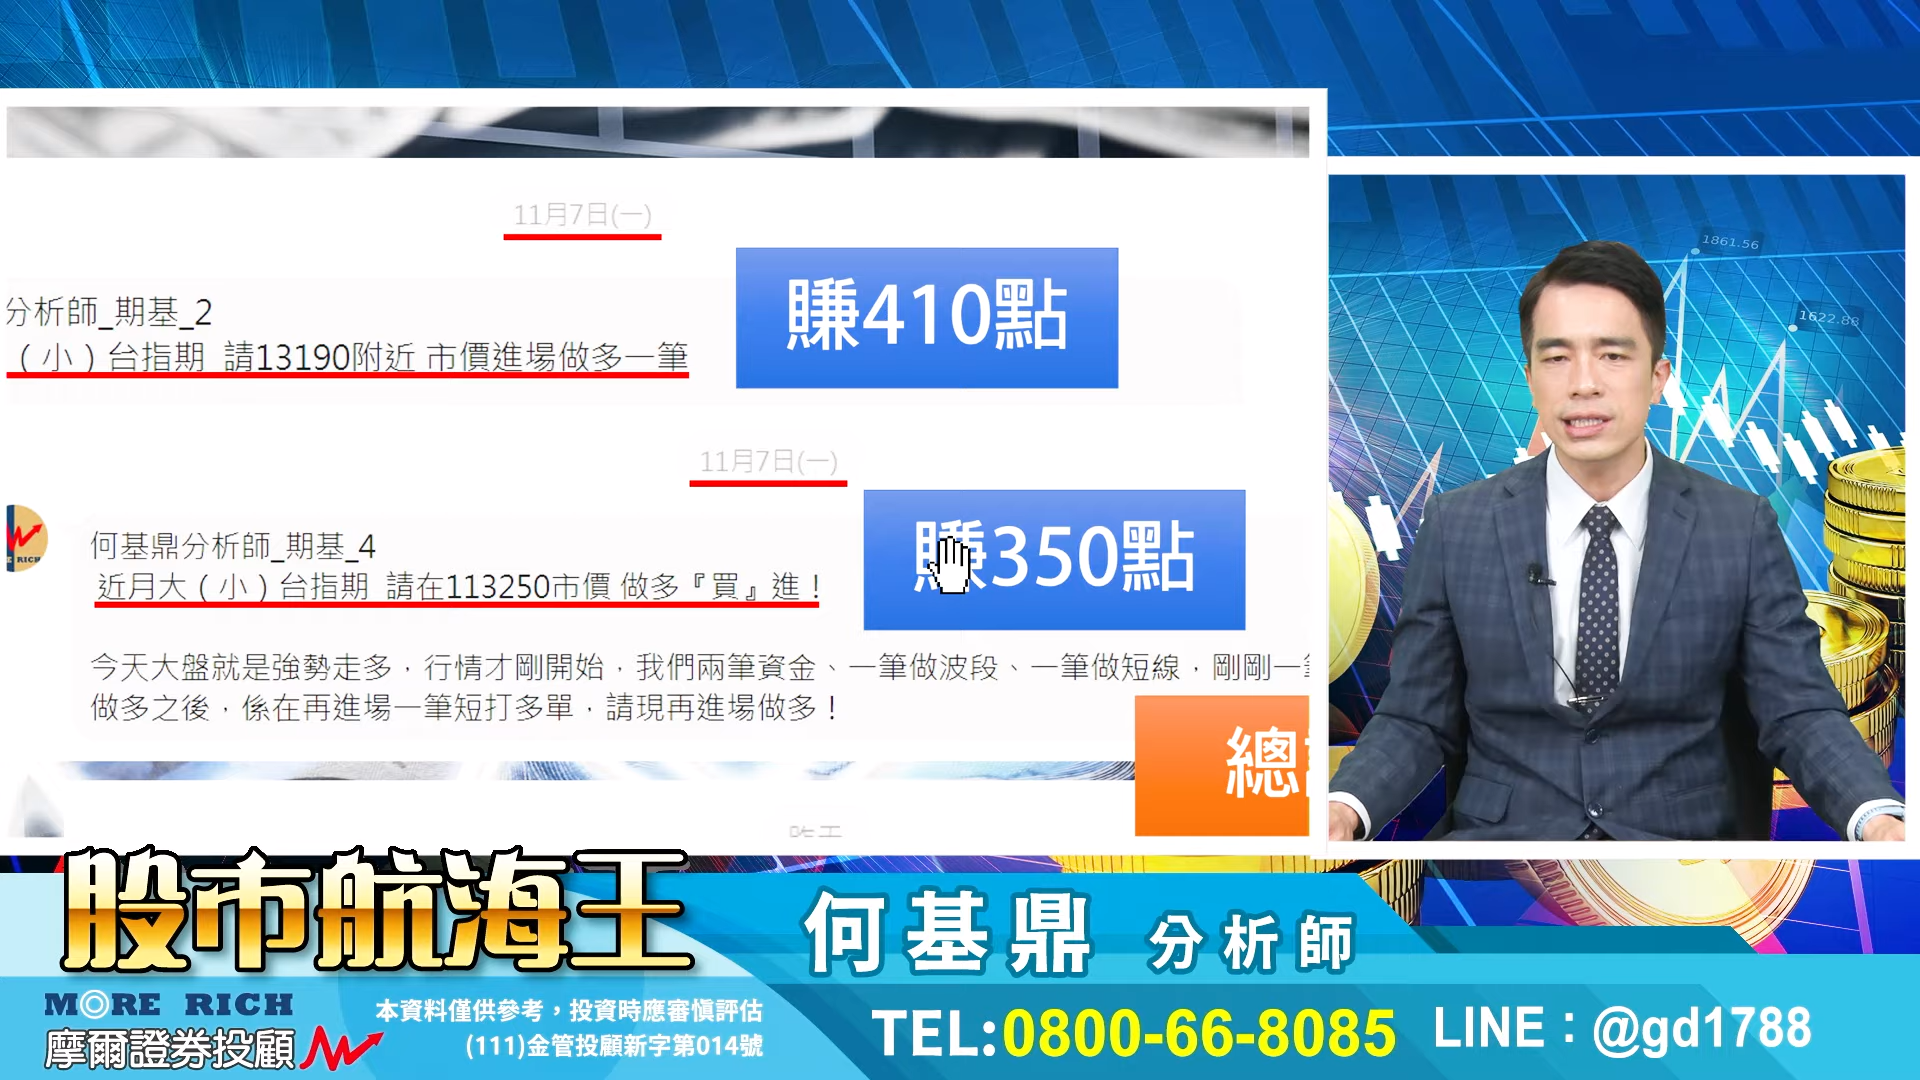 11月7日(一)
分析師_期基_2
（小）台指期 請13190附近 市價進場做多一筆
賺410點
11月7日(一)
何基鼎分析師_期基_4
近月大（小）台指期 請在113250市價 做多『買』進！
賺350點
今天大盤就是強勢走多，行情才剛開始，我們兩筆資金、一筆做波段、一筆做短線，剛剛一筆
做多之後，係在再進場一筆短打多單，請現再進場做多！
總
昨天
1861.56
1622.88
RICH
股市航海王
何基鼎 分析師
MORE RICH
摩爾證券投顧
本資料僅供參考，投資時應審慎評估
(111)金管投顧新字第014號
TEL:0800-66-8085
LINE：@gd1788